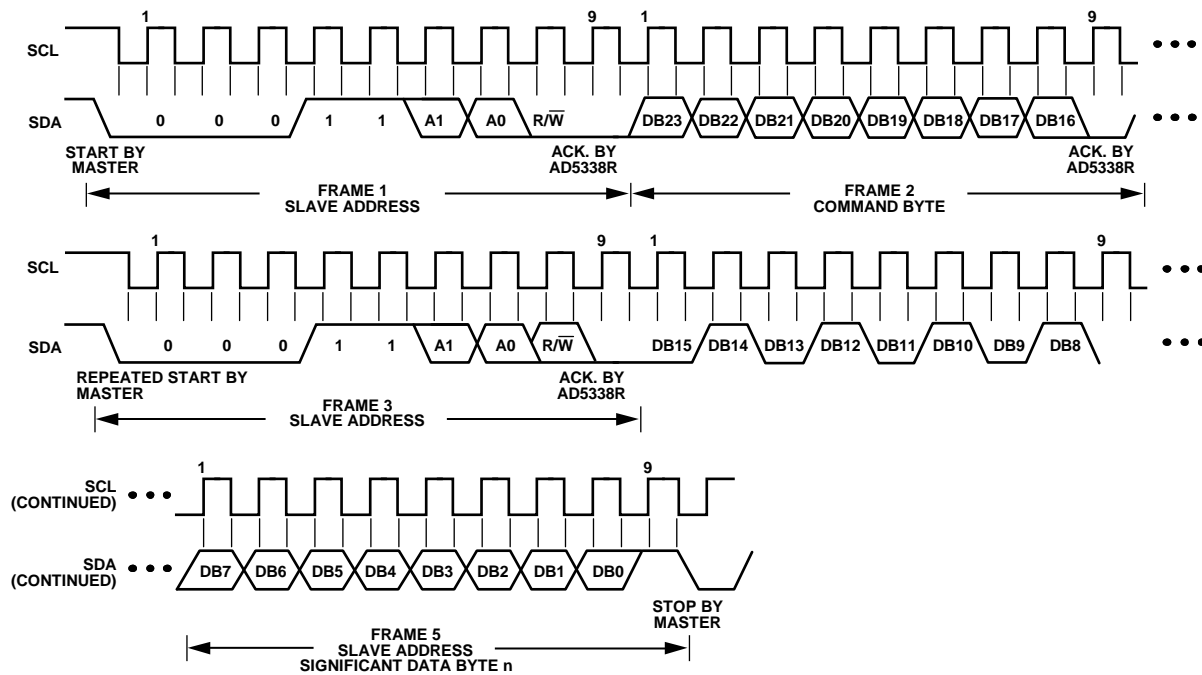 1 9 1 9
SCL
SDA 0 0 0 1 1 A1 A0 R/W̅ DB23 DB22 DB21 DB20 DB19 DB18 DB17 DB16
START BY
MASTER
ACK. BY
AD5338R
ACK. BY
AD5338R
FRAME 1
SLAVE ADDRESS
FRAME 2
COMMAND BYTE
1 9 1 9
SCL
SDA 0 0 0 1 1 A1 A0 R/W̅ DB15 DB14 DB13 DB12 DB11 DB10 DB9 DB8
REPEATED START BY
MASTER
ACK. BY
AD5338R
FRAME 3
SLAVE ADDRESS
1 9
SCL
(CONTINUED)
SDA
(CONTINUED)
DB7 DB6 DB5 DB4 DB3 DB2 DB1 DB0
STOP BY
MASTER
FRAME 5
SLAVE ADDRESS
SIGNIFICANT DATA BYTE n